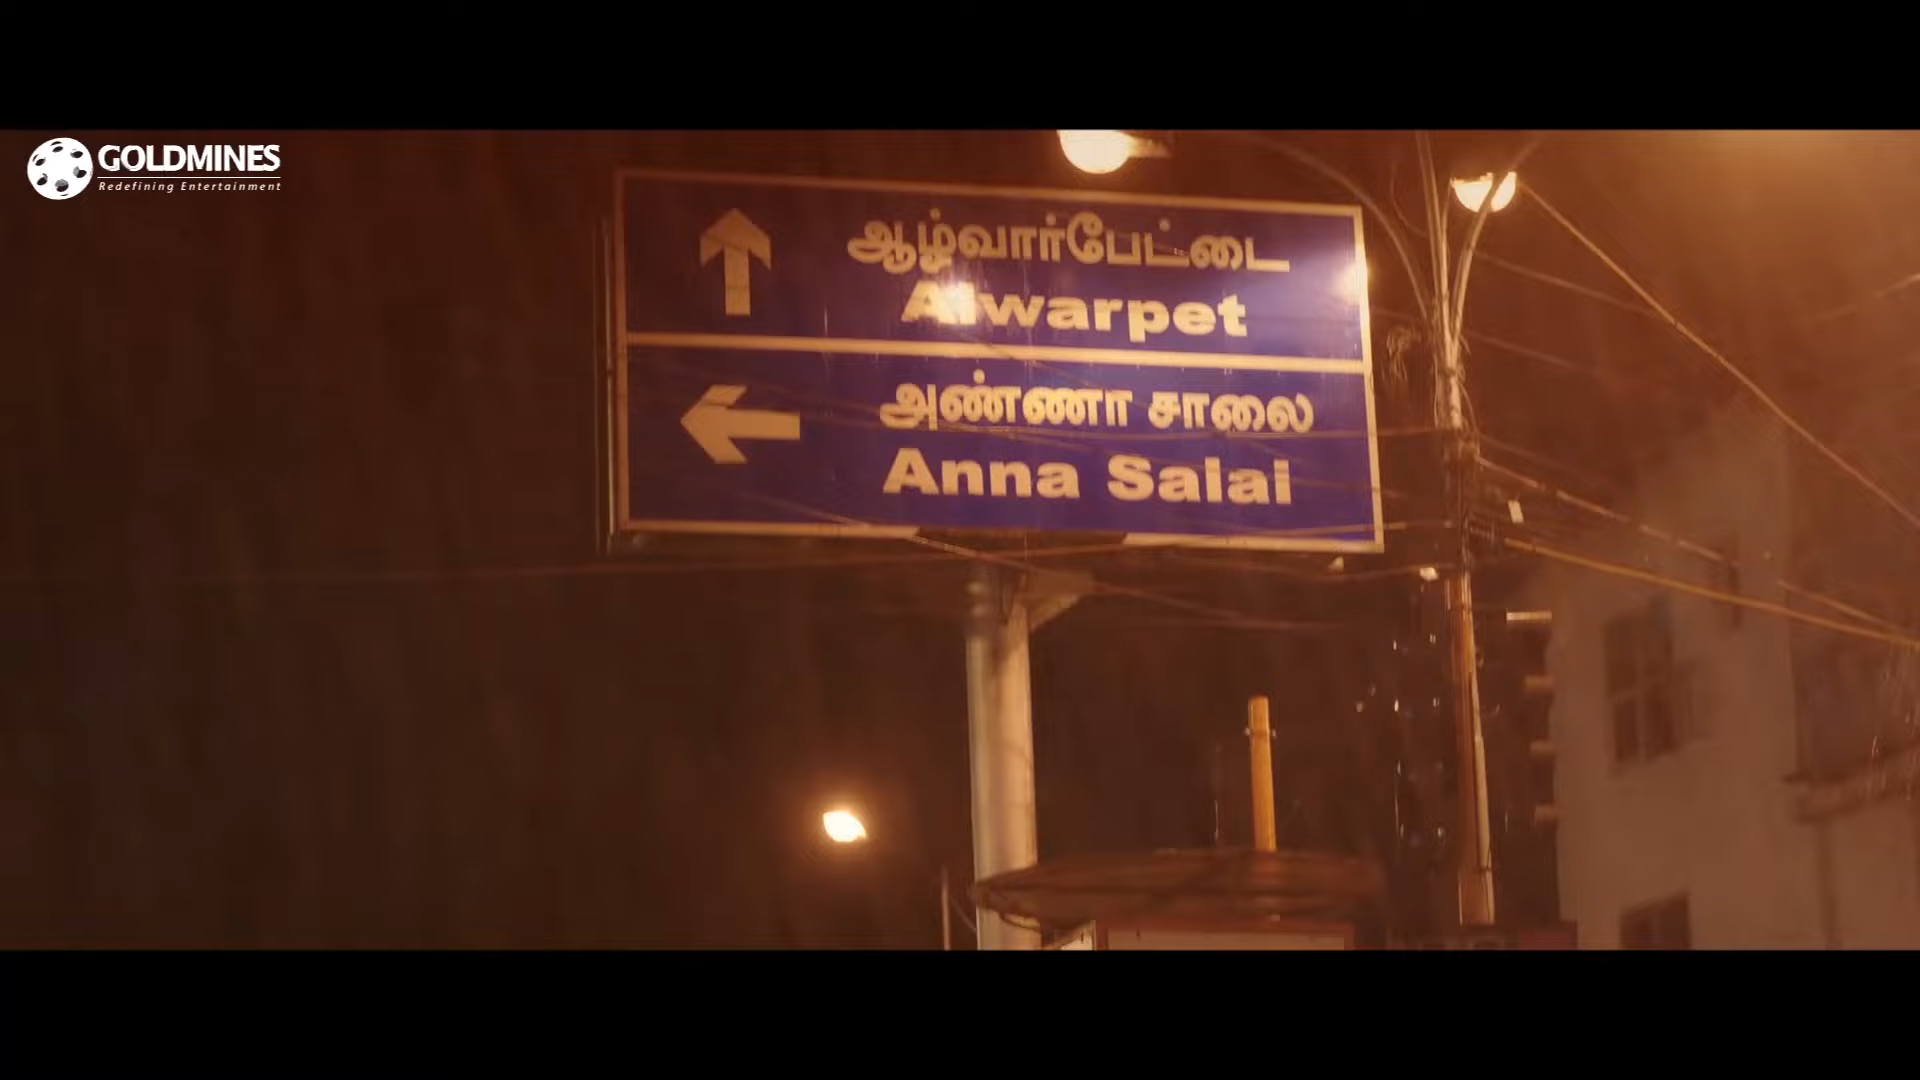 GOLDMINES
Redefining Entertainment
ஆழ்வார்பேட்டை
Alwarpet
அண்ணா சாலை
Anna Salai